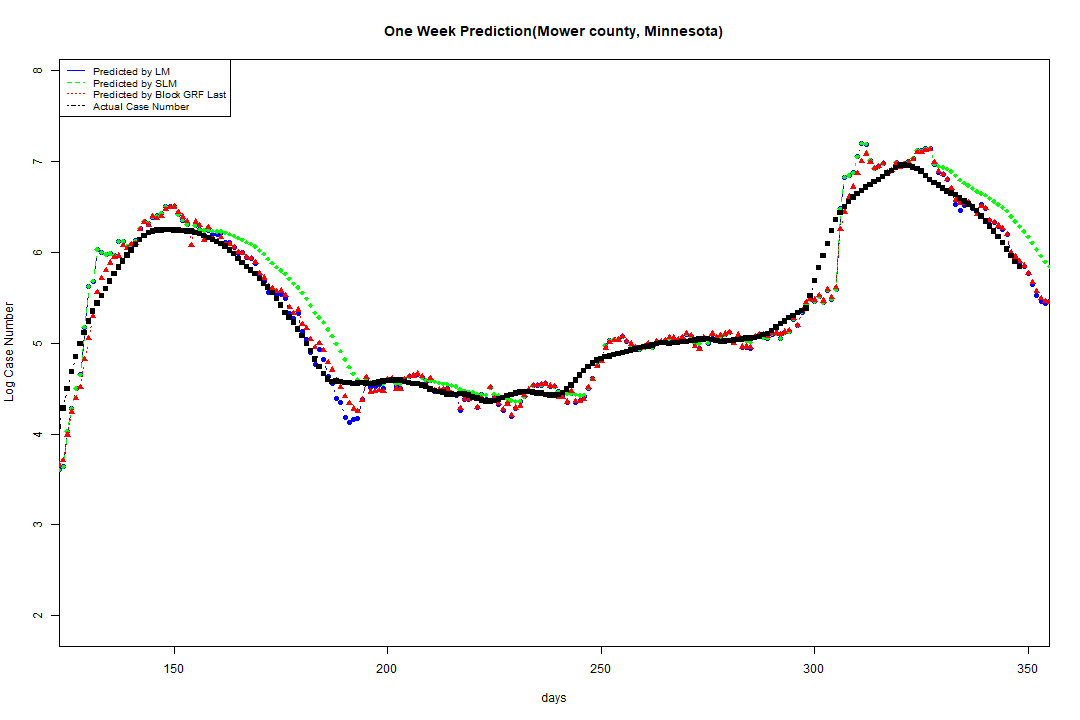 One Week Prediction(Mower county, Minnesota)
Predicted by LM
Predicted by SLM
Predicted by Block GRF Last
Actual Case Number
8
7
6
5
4
3
2
Log Case Number
150 200 250 300 350
days